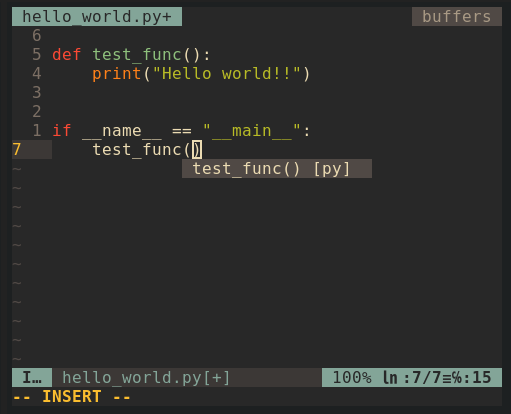 hello_world.py+ buffers
6
5 def test_func():
4     print("Hello world!!")
3
2
1 if __name__ == "__main__":
7     test_func()
~ test_func() [py]
~
~
~
~
~
~
~
~
~
~
I… hello_world.py[+] 100% ㏑:7/7≡℅:15
-- INSERT --